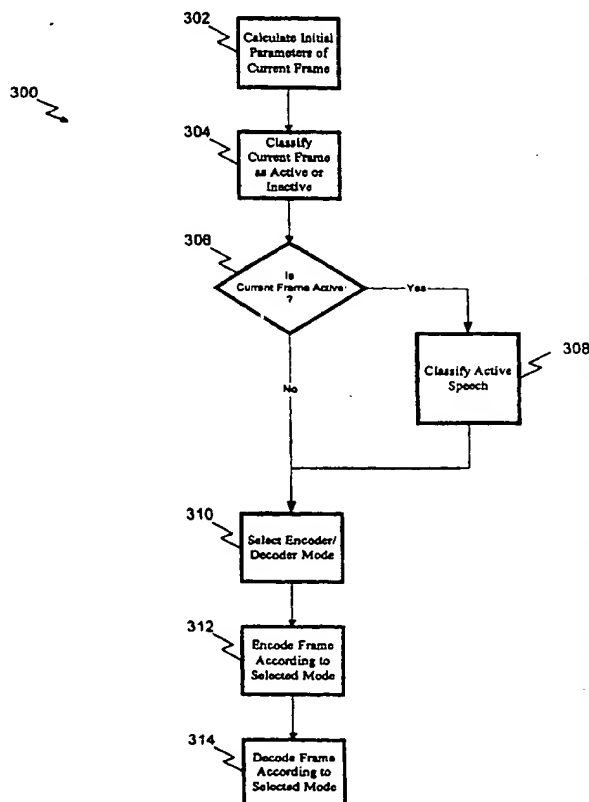 302
Calculate Initial
Parameters of
Current Frame
300
304
Classify
Current Frame
as Active or
Inactive
306
Is
Current Frame Active
?
Yes
308
Classify Active
Speech
No
310
Select Encoder/
Decoder Mode
312
Encode Frame
According to
Selected Mode
314
Decode Frame
According to
Selected Mode